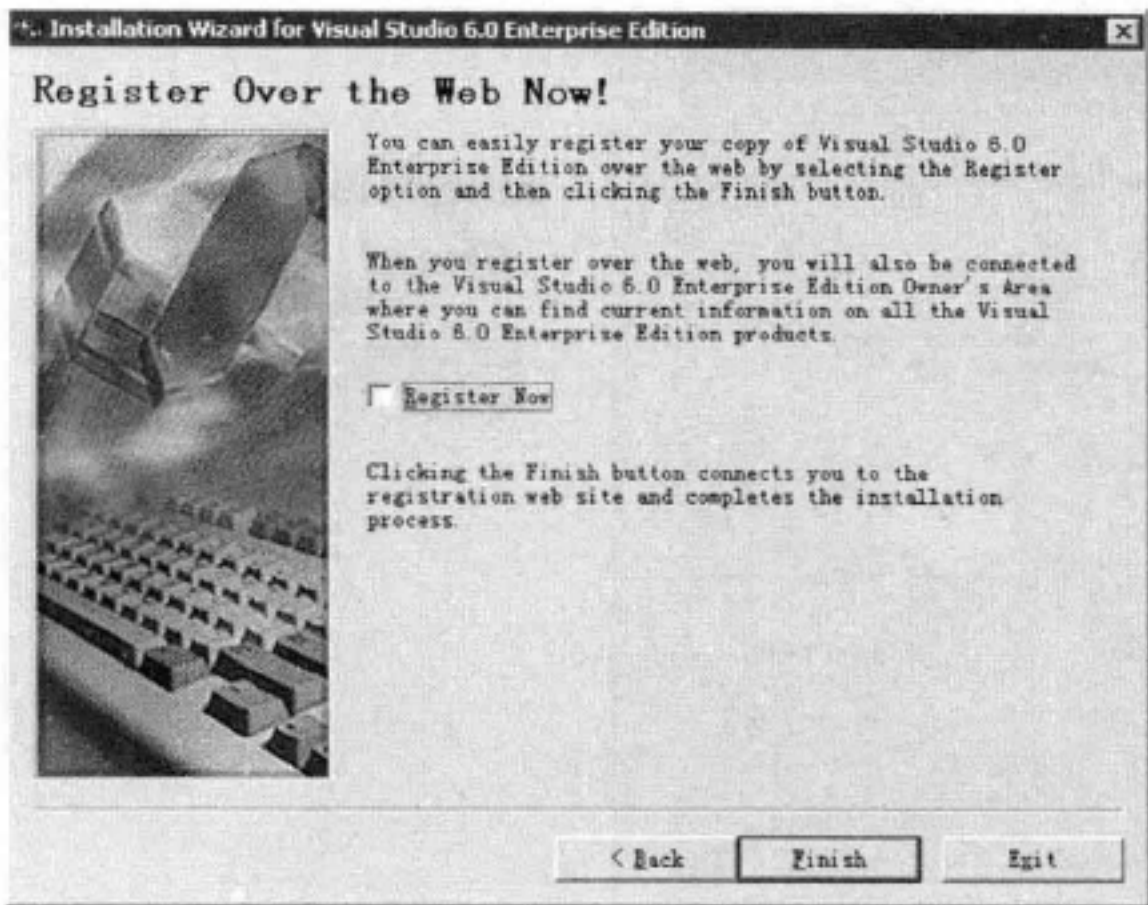 Installation Wizard for Visual Studio 6.0 Enterprise Edition
Register Over the Web Now!
You can easily register your copy of Visual Studio 6.0
Enterprise Edition over the web by selecting the Register
option and then clicking the Finish button.
When you register over the web, you will also be connected
to the Visual Studio 6.0 Enterprise Edition Owner's Area
where you can find current information on all the Visual
Studio 6.0 Enterprise Edition products.
Register Now
Clicking the Finish button connects you to the
registration web site and completes the installation
process.
< Back
Finish
Exit